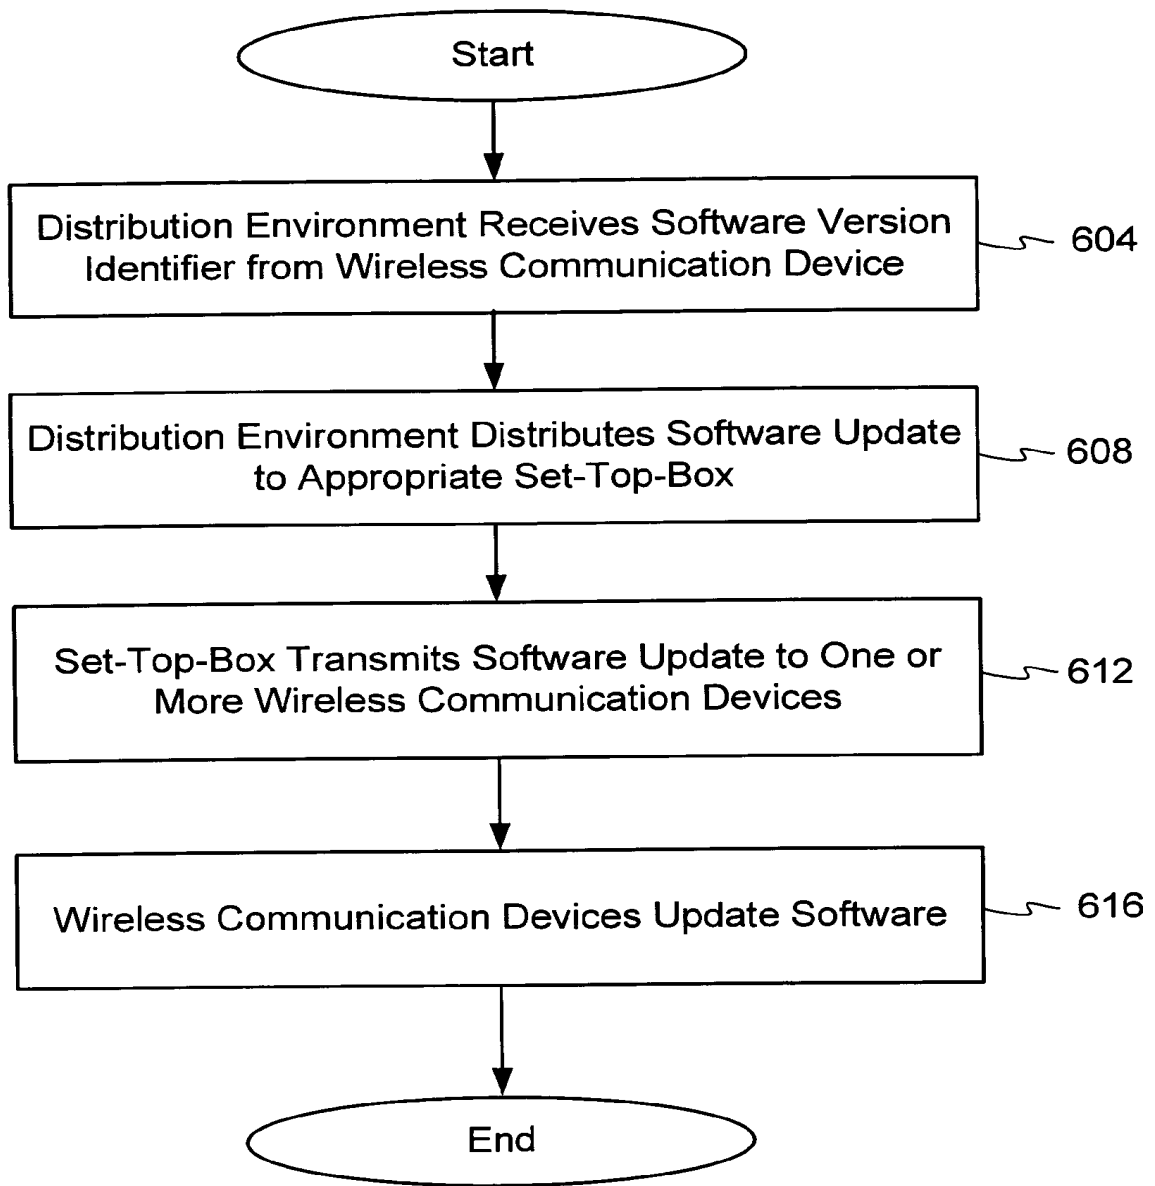 Start
Distribution Environment Receives Software Version
Identifier from Wireless Communication Device
604
Distribution Environment Distributes Software Update
to Appropriate Set-Top-Box
608
Set-Top-Box Transmits Software Update to One or
More Wireless Communication Devices
612
Wireless Communication Devices Update Software
616
End